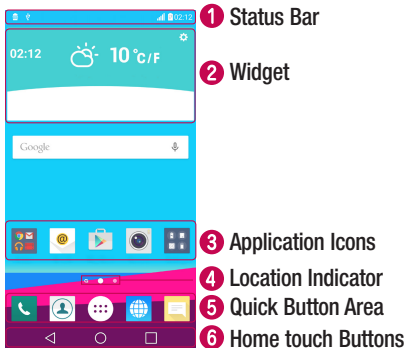 02:12
1 Status Bar
02:12
10°C/F
2 Widget
Google
3 Application Icons
4 Location Indicator
5 Quick Button Area
6 Home touch Buttons